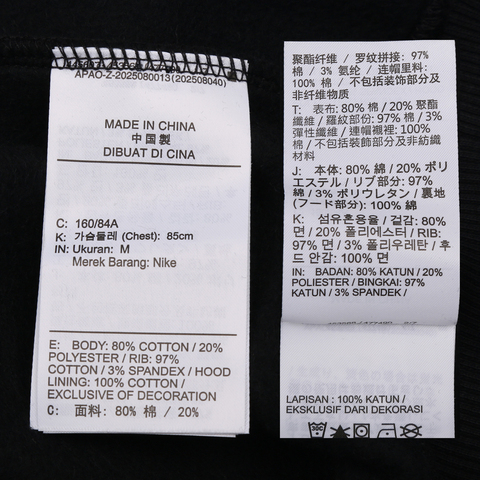 APAO-Z-2025080013(202508040)
MADE IN CHINA
中国製
DIBUAT DI CINA
C: 160/84A
K: 가슴둘레 (Chest): 85cm
IN: Ukuran: M
Merek Barang: Nike
E: BODY: 80% COTTON / 20%
POLYESTER / RIB: 97%
COTTON / 3% SPANDEX / HOOD
LINING: 100% COTTON /
EXCLUSIVE OF DECORATION
C: 面料: 80% 棉 / 20%
聚酯纤维 / 罗纹拼接: 97%
棉 / 3% 氨纶 / 连帽里料:
100% 棉 / 不包括装饰部分及
非纤维物质
T: 表布: 80% 棉 / 20% 聚酯
纖維 / 羅紋部份: 97% 棉 / 3%
彈性纖維 / 連帽襯裡: 100%
棉 / 不包括裝飾部分及非紡織
材料
J: 本体: 80% 綿 / 20% ポリ
エステル / リブ部分: 97%
綿 / 3% ポリウレタン / 裏地
(フード部分): 100% 綿
K: 섬유혼용율 / 겉감: 80%
면 / 20% 폴리에스터 / RIB:
97% 면 / 3% 폴리우레탄 / 후
드 안감: 100% 면
IN: BADAN: 80% KATUN / 20%
POLIESTER / BINGKAI: 97%
KATUN / 3% SPANDEK /
LAPISAN : 100% KATUN /
EKSKLUSIF DARI DEKORASI